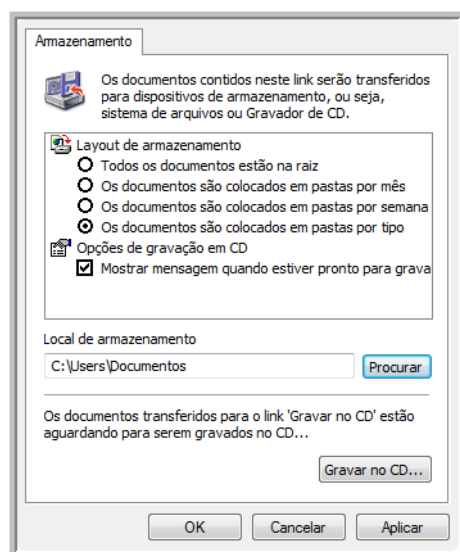 Armazenamento
Os documentos contidos neste link serão transferidos
para dispositivos de armazenamento, ou seja,
sistema de arquivos ou Gravador de CD.
Layout de armazenamento
Todos os documentos estão na raiz
Os documentos são colocados em pastas por mês
Os documentos são colocados em pastas por semana
Os documentos são colocados em pastas por tipo
Opções de gravação em CD
Mostrar mensagem quando estiver pronto para grava
Local de armazenamento
C:\Users\Documentos
Procurar
Os documentos transferidos para o link 'Gravar no CD' estão
aguardando para serem gravados no CD...
Gravar no CD...
OK Cancelar Aplicar